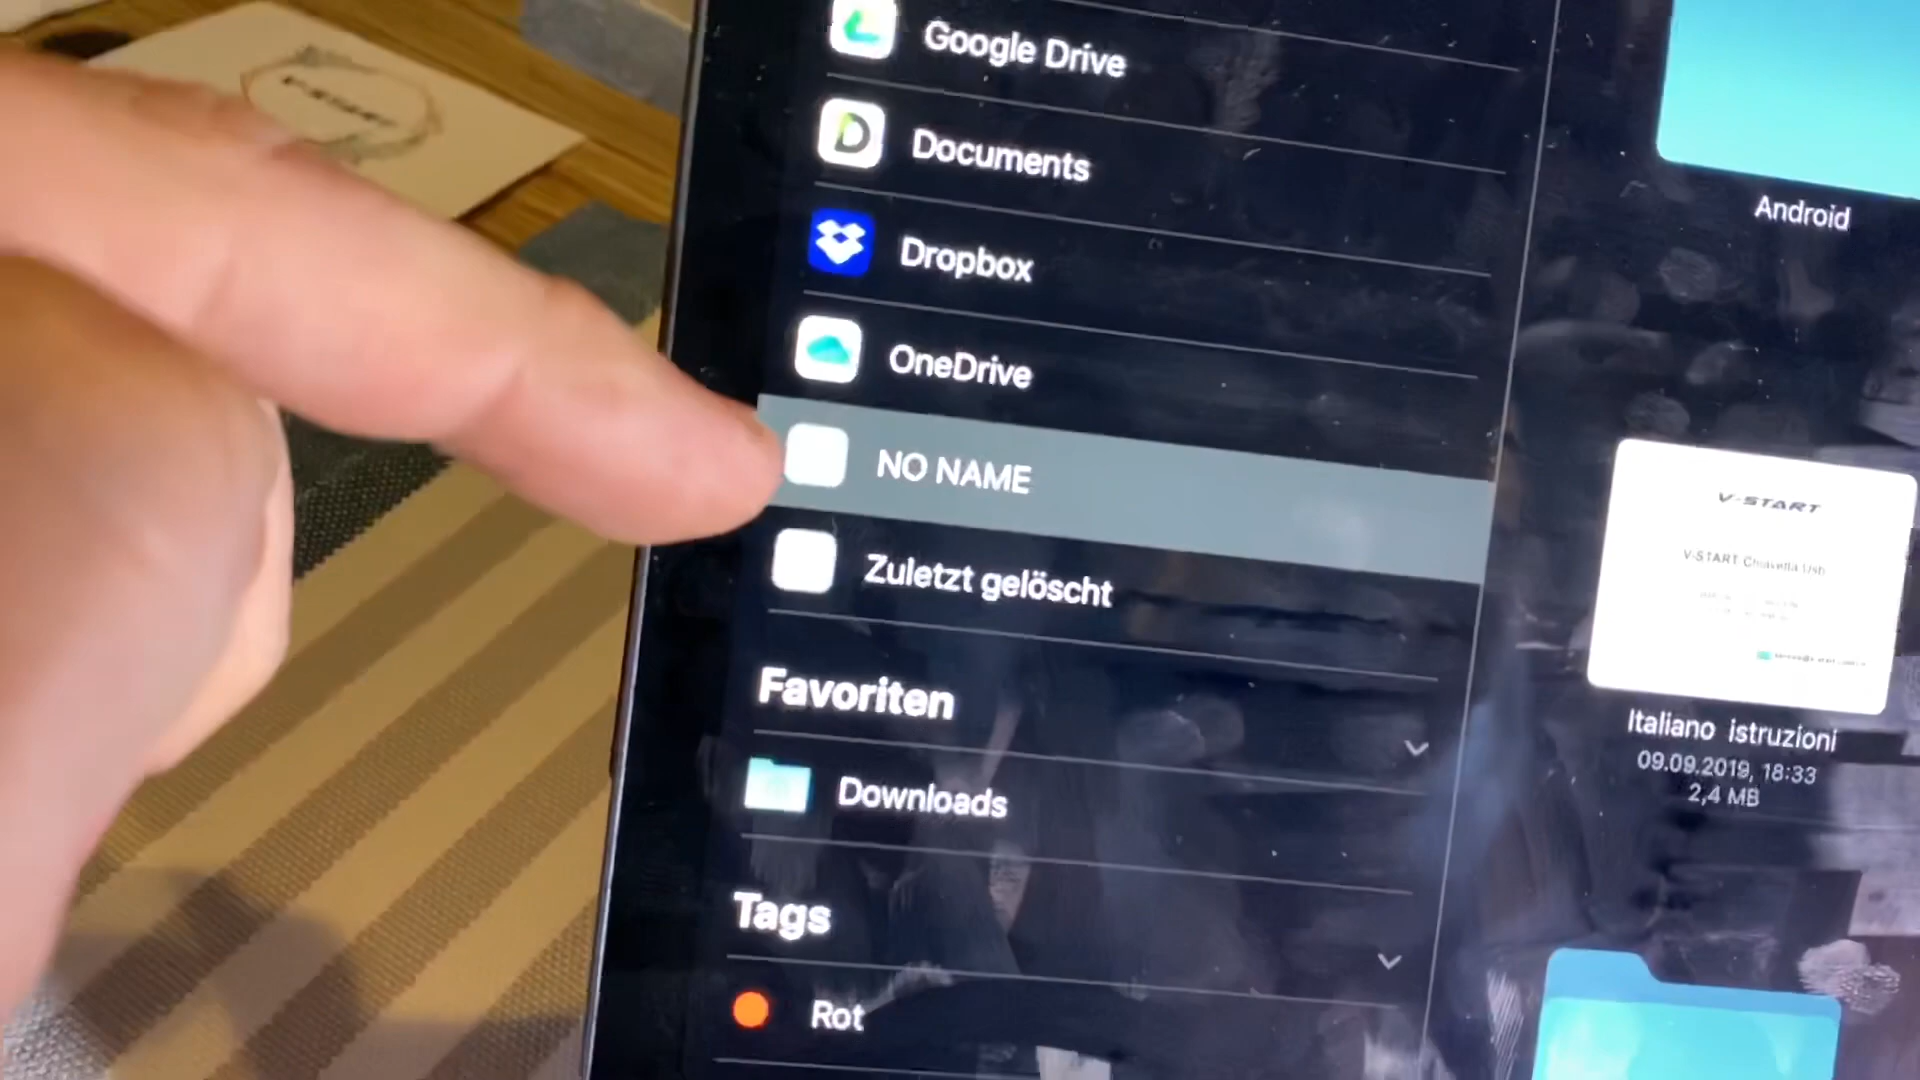 V-START
Google Drive
Documents
Dropbox
OneDrive
NO NAME
Zuletzt gelöscht
Favoriten
Downloads
Tags
Rot
Android
V-START
V-START Chiavetta Usb
Italiano istruzioni
09.09.2019, 18:33
2,4 MB